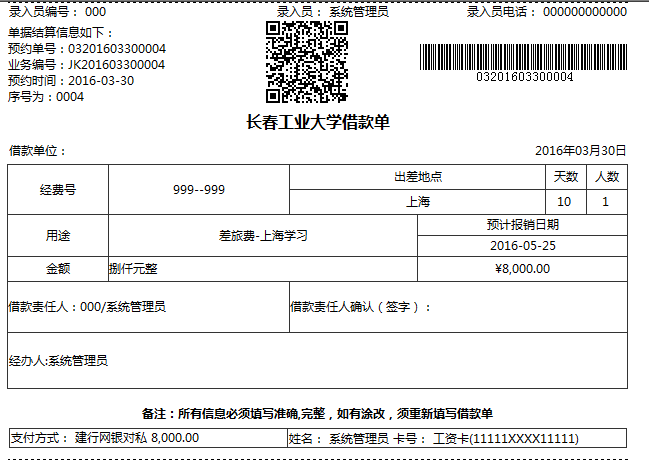 录入员编号： 000 录入员： 系统管理员 录入员电话： 000000000000
单据结算信息如下：
预约单号：03201603300004
业务编号：JK201603300004
预约时间：2016-03-30
序号为：0004
03201603300004
长春工业大学借款单
借款单位： 2016年03月30日
经费号 999--999 出差地点 天数 人数
上海 10 1
用途 差旅费-上海学习 预计报销日期
2016-05-25
金额 捌仟元整 ¥8,000.00
借款责任人：000/系统管理员 借款责任人确认（签字）：
经办人:系统管理员
备注：所有信息必须填写准确,完整，如有涂改，须重新填写借款单
支付方式： 建行网银对私 8,000.00 姓名： 系统管理员 卡号： 工资卡(11111XXXX11111)